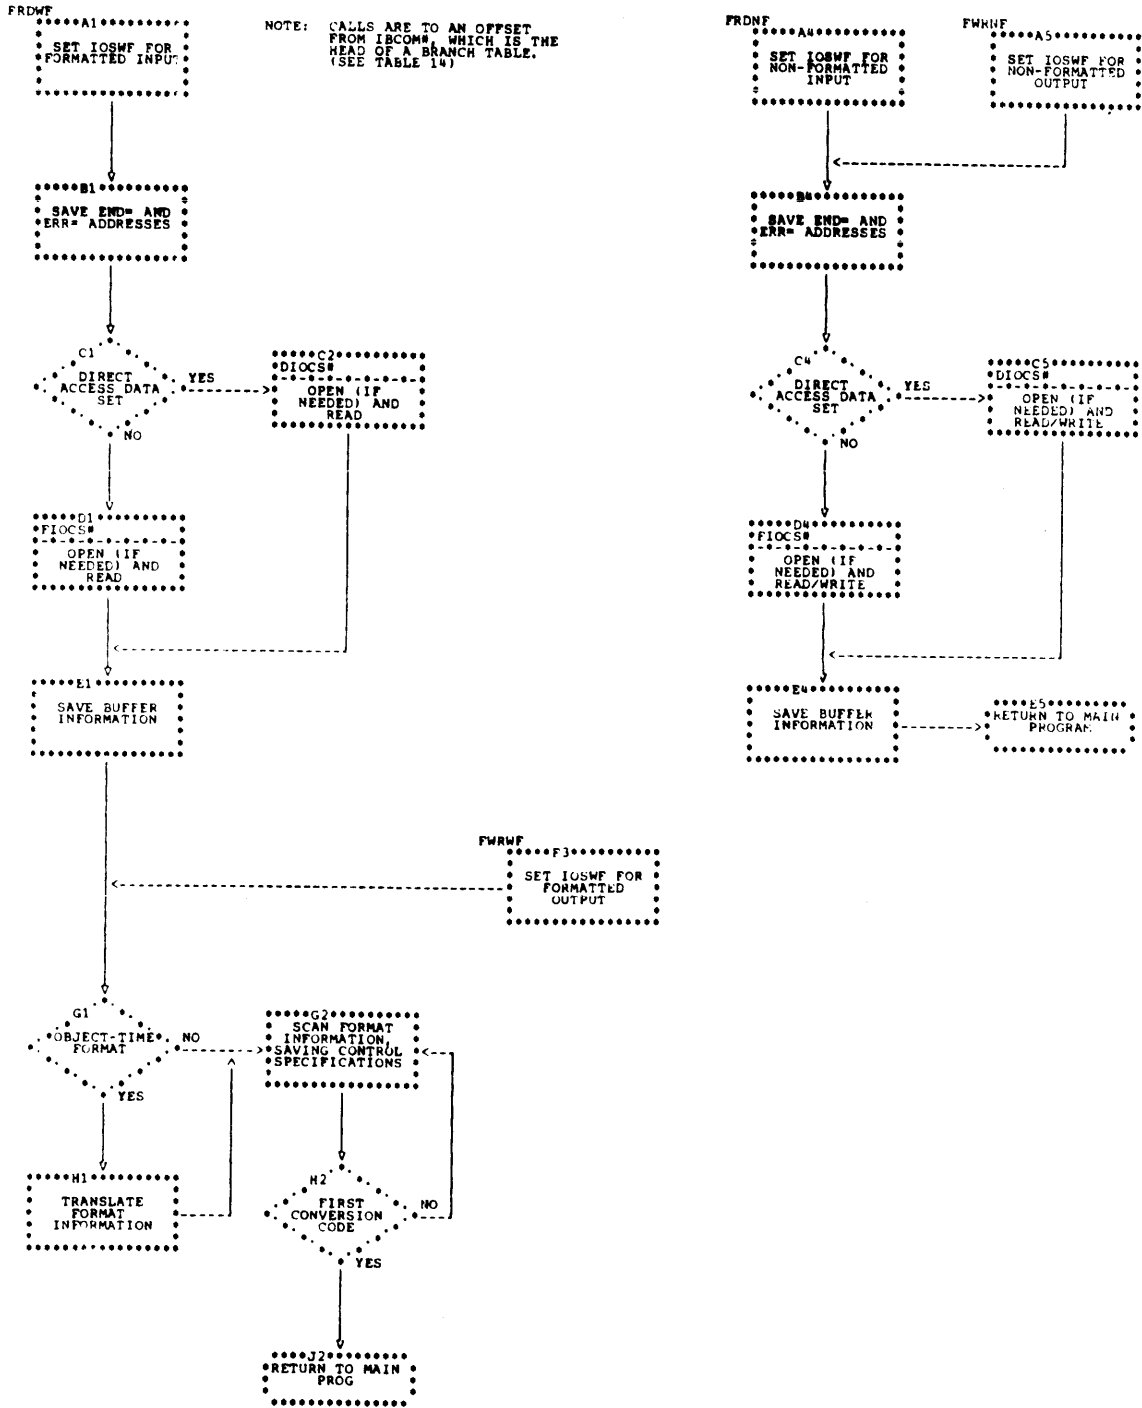 FRDWF
A1
SET IOSWF FOR
FORMATTED INPUT
NOTE: CALLS ARE TO AN OFFSET
FROM IBCOM#, WHICH IS THE
HEAD OF A BRANCH TABLE.
(SEE TABLE 14)
FRDNF
A4
SET IOSWF FOR
NON-FORMATTED
INPUT
FWRNF
A5
SET IOSWF FOR
NON-FORMATTED
OUTPUT
B1
SAVE END= AND
ERR= ADDRESSES
B4
SAVE END= AND
ERR= ADDRESSES
C1
DIRECT
ACCESS DATA
SET
YES
NO
C2
DIOCS#
OPEN (IF
NEEDED) AND
READ
C4
DIRECT
ACCESS DATA
SET
YES
NO
C5
DIOCS#
OPEN (IF
NEEDED) AND
READ/WRITE
D1
FIOCS#
OPEN (IF
NEEDED) AND
READ
D4
FIOCS#
OPEN (IF
NEEDED) AND
READ/WRITE
E1
SAVE BUFFER
INFORMATION
E4
SAVE BUFFER
INFORMATION
E5
RETURN TO MAIN
PROGRAM
FWRWF
F3
SET IOSWF FOR
FORMATTED
OUTPUT
G1
OBJECT-TIME
FORMAT
NO
YES
G2
SCAN FORMAT
INFORMATION,
SAVING CONTROL
SPECIFICATIONS
H1
TRANSLATE
FORMAT
INFORMATION
H2
FIRST
CONVERSION
CODE
NO
YES
J2
RETURN TO MAIN
PROG